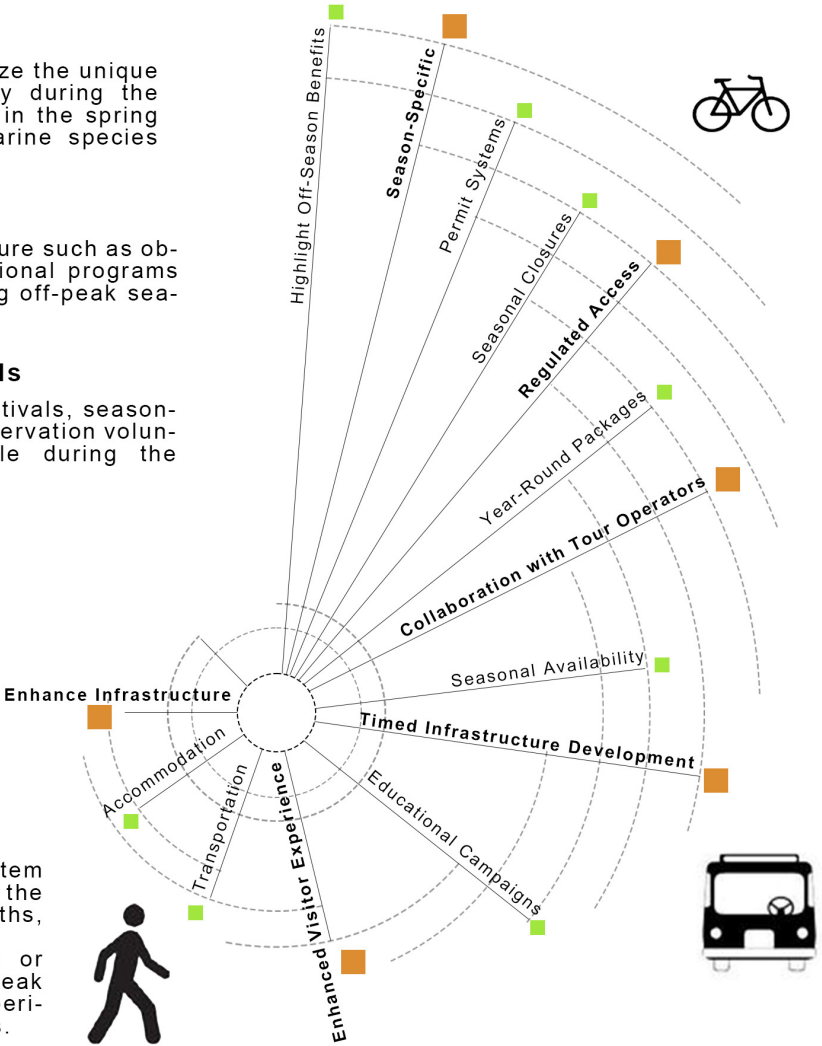 ze the unique
y during the
in the spring
arine species
ure such as ob-
ional programs
g off-peak sea-
ls
tivals, season-
ervation volun-
le during the
Highlight Off-Season Benefits
Season-Specific
Permit Systems
Seasonal Closures
Regulated Access
Year-Round Packages
Collaboration with Tour Operators
Seasonal Availability
Timed Infrastructure Development
Educational Campaigns
Enhanced Visitor Experience
Transportation
Accommodation
Enhance Infrastructure
tem
the
ths,
or
eak
peri-
s.